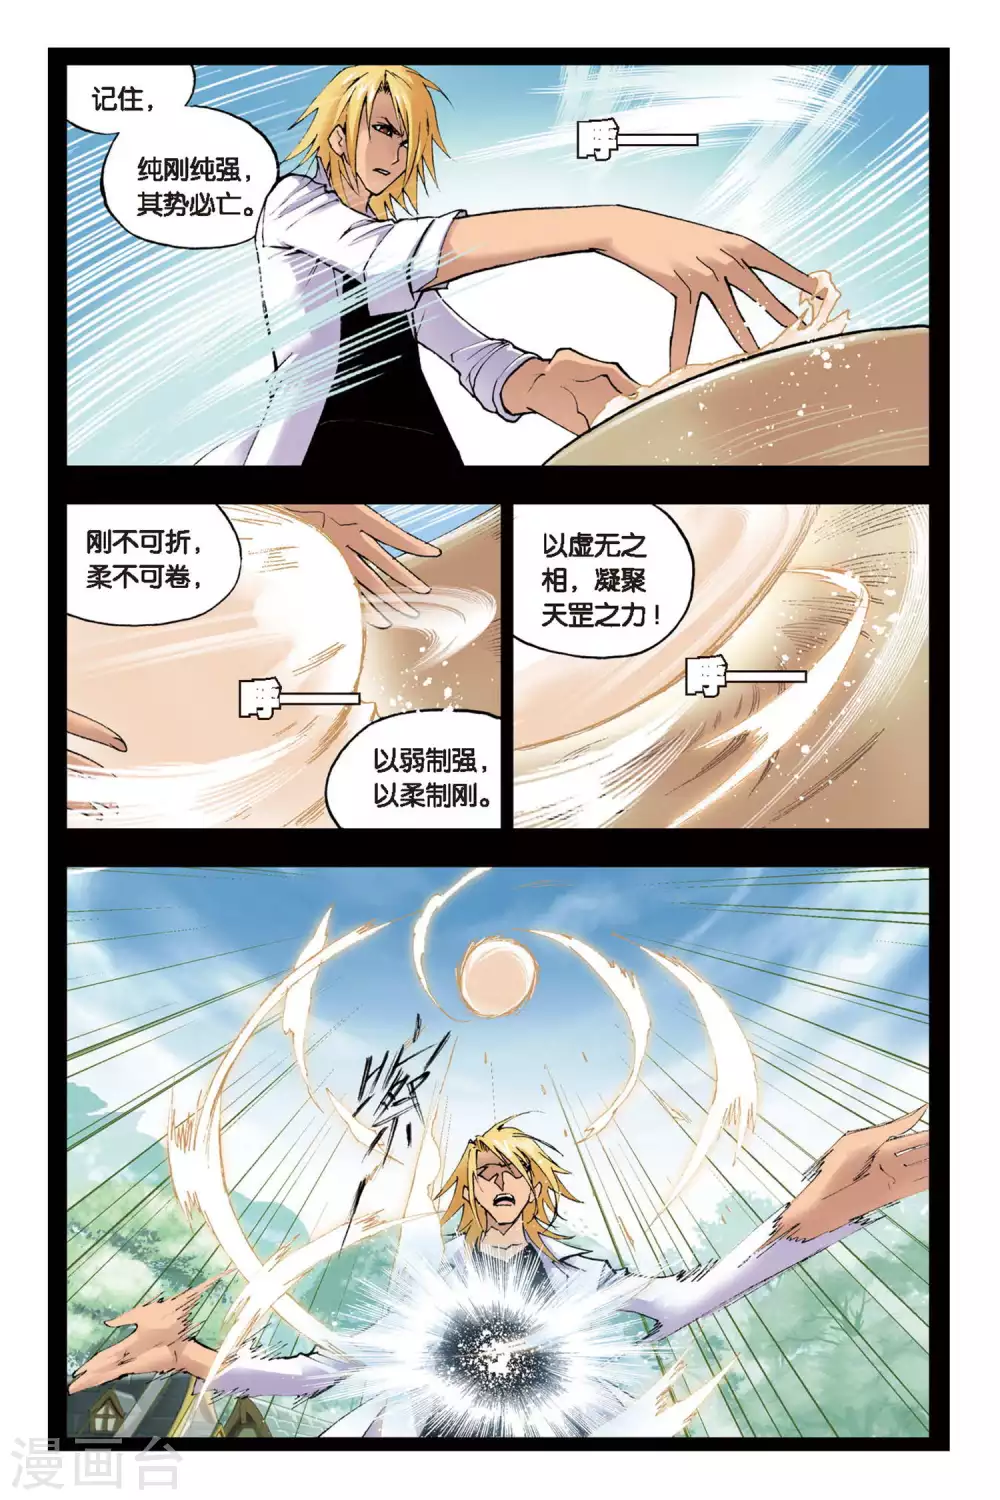 记住，
纯刚纯强，
其势必亡。
呼——
刚不可折，
柔不可卷，
呼——
以弱制强，
以柔制刚。
以虚无之
相，凝聚
天罡之力！
呼——
漫画台